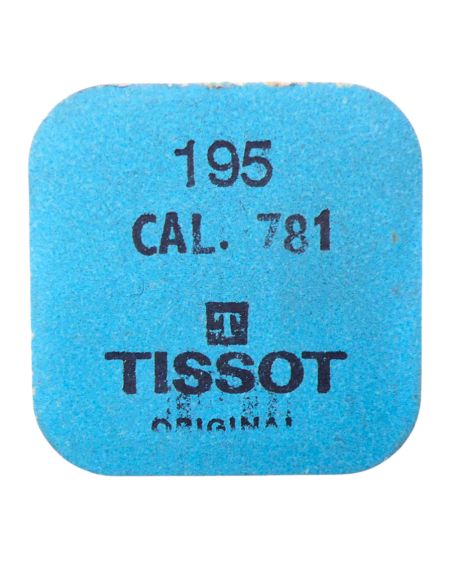 195
CAL. 781
T
TISSOT
ORIGINAL